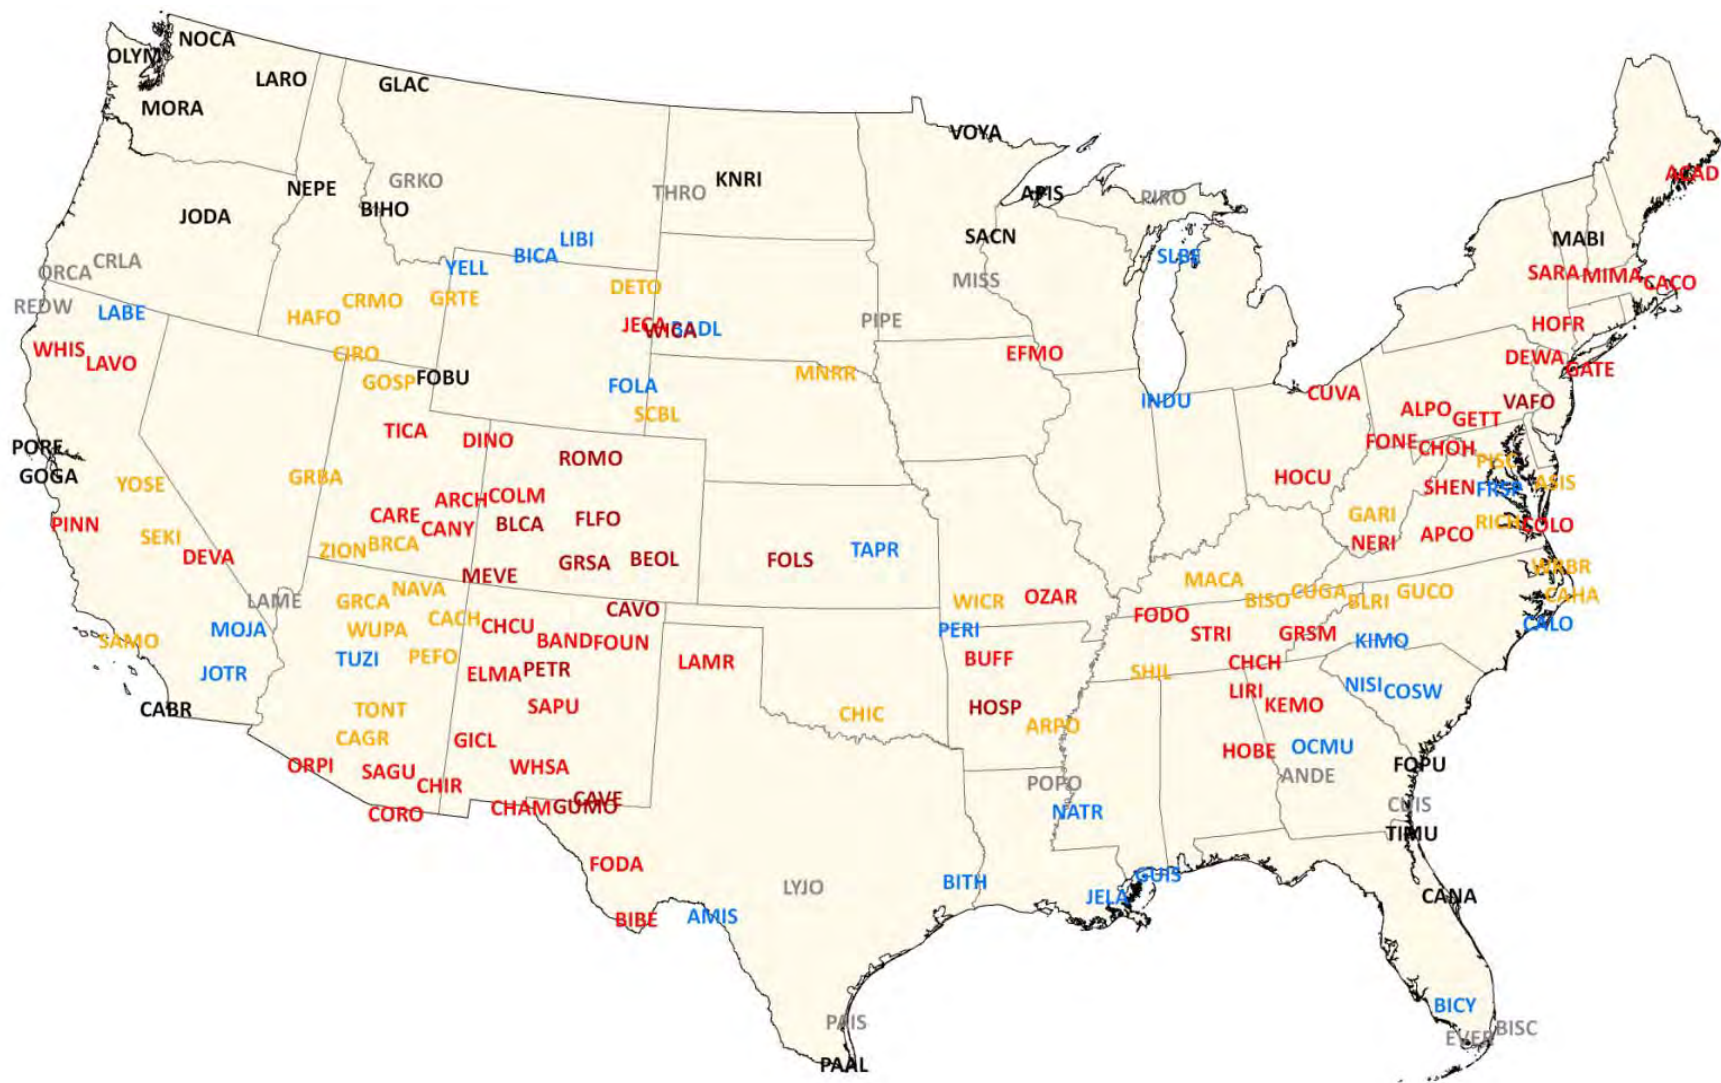 NOCA
OLYM
LARO
GLAC
MORA
VOYA
ACAD
GRKO
KNRI
NEPE
THRO
APIS
PIRO
BIHO
JODA
SACN
LIBI
MABI
BICA
SLBE
CRLA
YELL
ORCA
SARA
MIMA
MISS
CACO
DETO
GRTE
CRMO
REDW
LABE
HAFO
PIPE
JECA
WICA
BADL
HOFR
WHIS
CIRO
EFMO
DEWA
LAVO
GATE
MNRR
FOBU
GOSP
FOLA
CUVA
INDU
VAFO
ALPO
SCBL
GETT
TICA
DINO
FONE
PORE
CHOH
ROMO
PISC
GOGA
GRBA
HOCU
YOSE
ASIS
SHEN
FRSP
ARCH
COLM
CARE
GARI
FLFO
PINN
BLCA
RICH
COLO
CANY
SEKI
APCO
BRCA
NERI
ZION
TAPR
DEVA
BEOL
FOLS
GRSA
WRBR
MEVE
MACA
NAVA
CUGA
GUCO
CAHA
OZAR
LAME
GRCA
WICR
BISO
BLRI
CAVO
FODO
CACH
CALO
CHCU
MOJA
WUPA
PERI
STRI
GRSM
SAMO
BAND
FOUN
KIMO
PEFO
TUZI
BUFF
LAMR
CHCH
PETR
SHIL
JOTR
ELMA
NISI
COSW
LIRI
KEMO
SAPU
HOSP
CABR
TONT
CHIC
ARPO
CAGR
GICL
OCMU
HOBE
ORPI
SAGU
WHSA
FOPU
ANDE
CHIR
POPO
CAVE
CHAM
GUMO
CUIS
CORO
NATR
TIMU
FODA
GUIS
BITH
LYJO
JELA
CANA
BIBE
AMIS
BICY
PAIS
BISC
EVER
PAAL